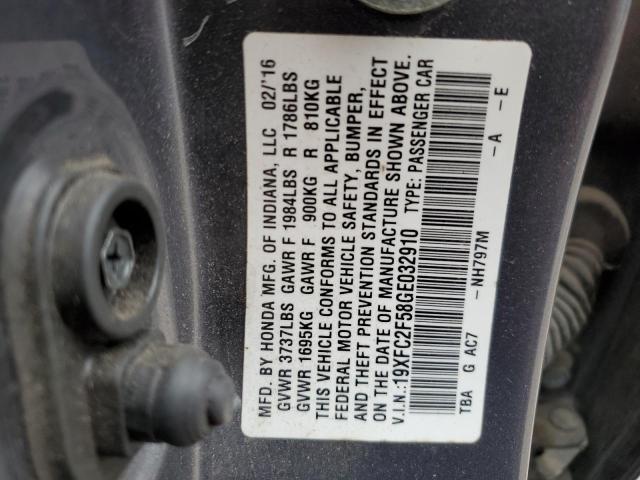 MFD. BY HONDA MFG. OF INDIANA, LLC 02/'16
GVWR 3737LBS GAWR F 1984LBS R 1786LBS
GVWR 1695KG GAWR F 900KG R 810KG
THIS VEHICLE CONFORMS TO ALL APPLICABLE
FEDERAL MOTOR VEHICLE SAFETY, BUMPER,
AND THEFT PREVENTION STANDARDS IN EFFECT
ON THE DATE OF MANUFACTURE SHOWN ABOVE.
V.I.N.:19XFC2F58GE032910 TYPE: PASSENGER CAR
TBA G AC7 -NH797M -A -E